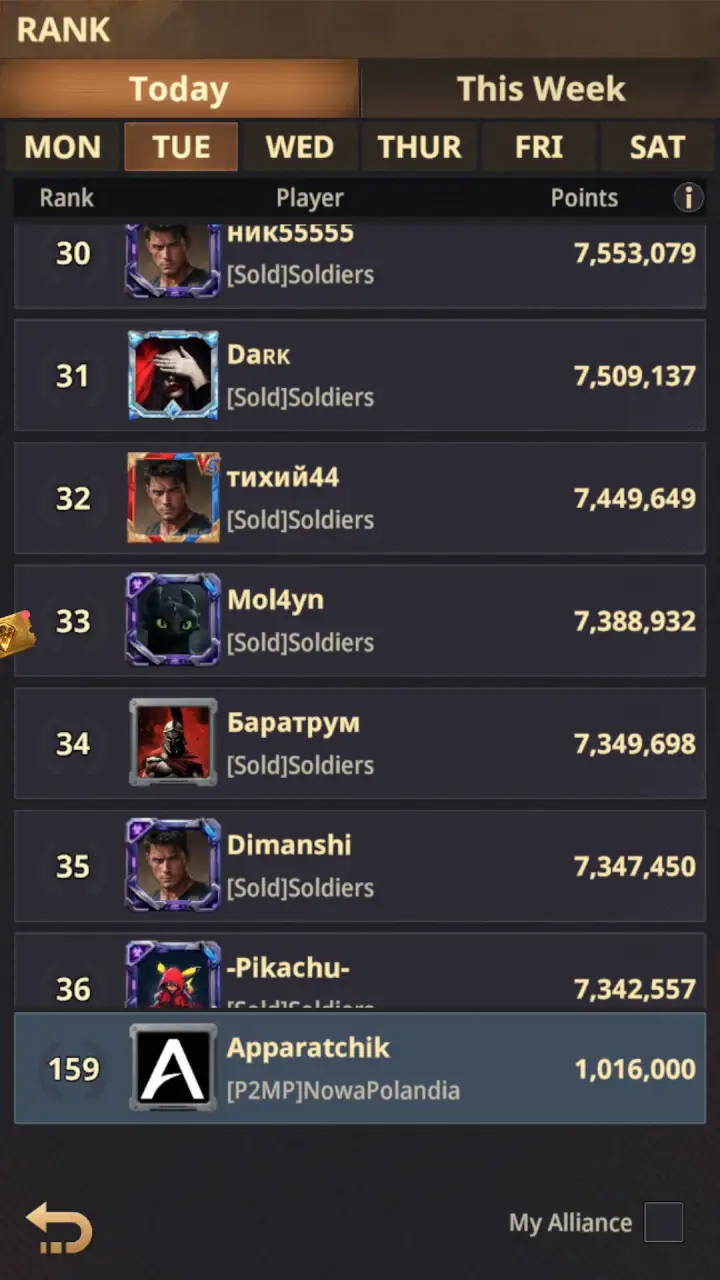 RANK
Today
This Week
MON
TUE
WED
THUR
FRI
SAT
Rank
Player
Points
30
ник55555
[Sold]Soldiers
7,553,079
31
Dᴀʀᴋ
[Sold]Soldiers
7,509,137
32
тихий44
[Sold]Soldiers
7,449,649
33
Mol4yn
[Sold]Soldiers
7,388,932
34
Баратрум
[Sold]Soldiers
7,349,698
35
Dimanshi
[Sold]Soldiers
7,347,450
36
-Pikachu-
[Sold]Soldiers
7,342,557
159
Apparatchik
[P2MP]NowaPolandia
1,016,000
My Alliance